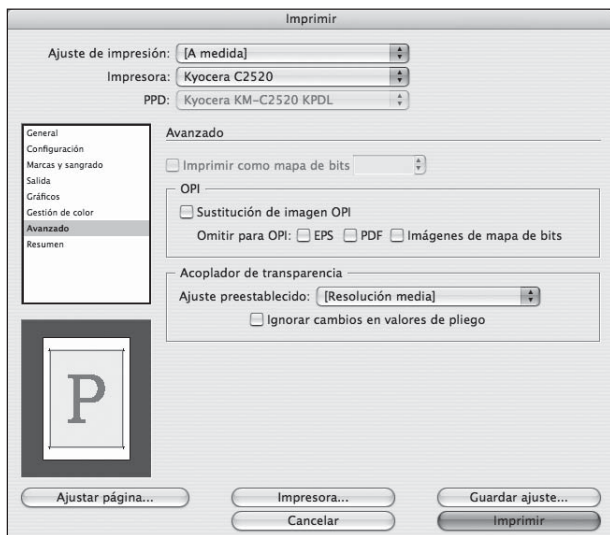 Imprimir
Ajuste de impresión: [A medida]
Impresora: Kyocera C2520
PPD: Kyocera KM-C2520 KPDL
General
Configuración
Marcas y sangrado
Salida
Gráficos
Gestión de color
Avanzado
Resumen
Avanzado
Imprimir como mapa de bits
OPI
Sustitución de imagen OPI
Omitir para OPI: EPS PDF Imágenes de mapa de bits
Acoplador de transparencia
Ajuste preestablecido: [Resolución media]
Ignorar cambios en valores de pliego
P
Ajustar página... Impresora... Guardar ajuste...
Cancelar Imprimir